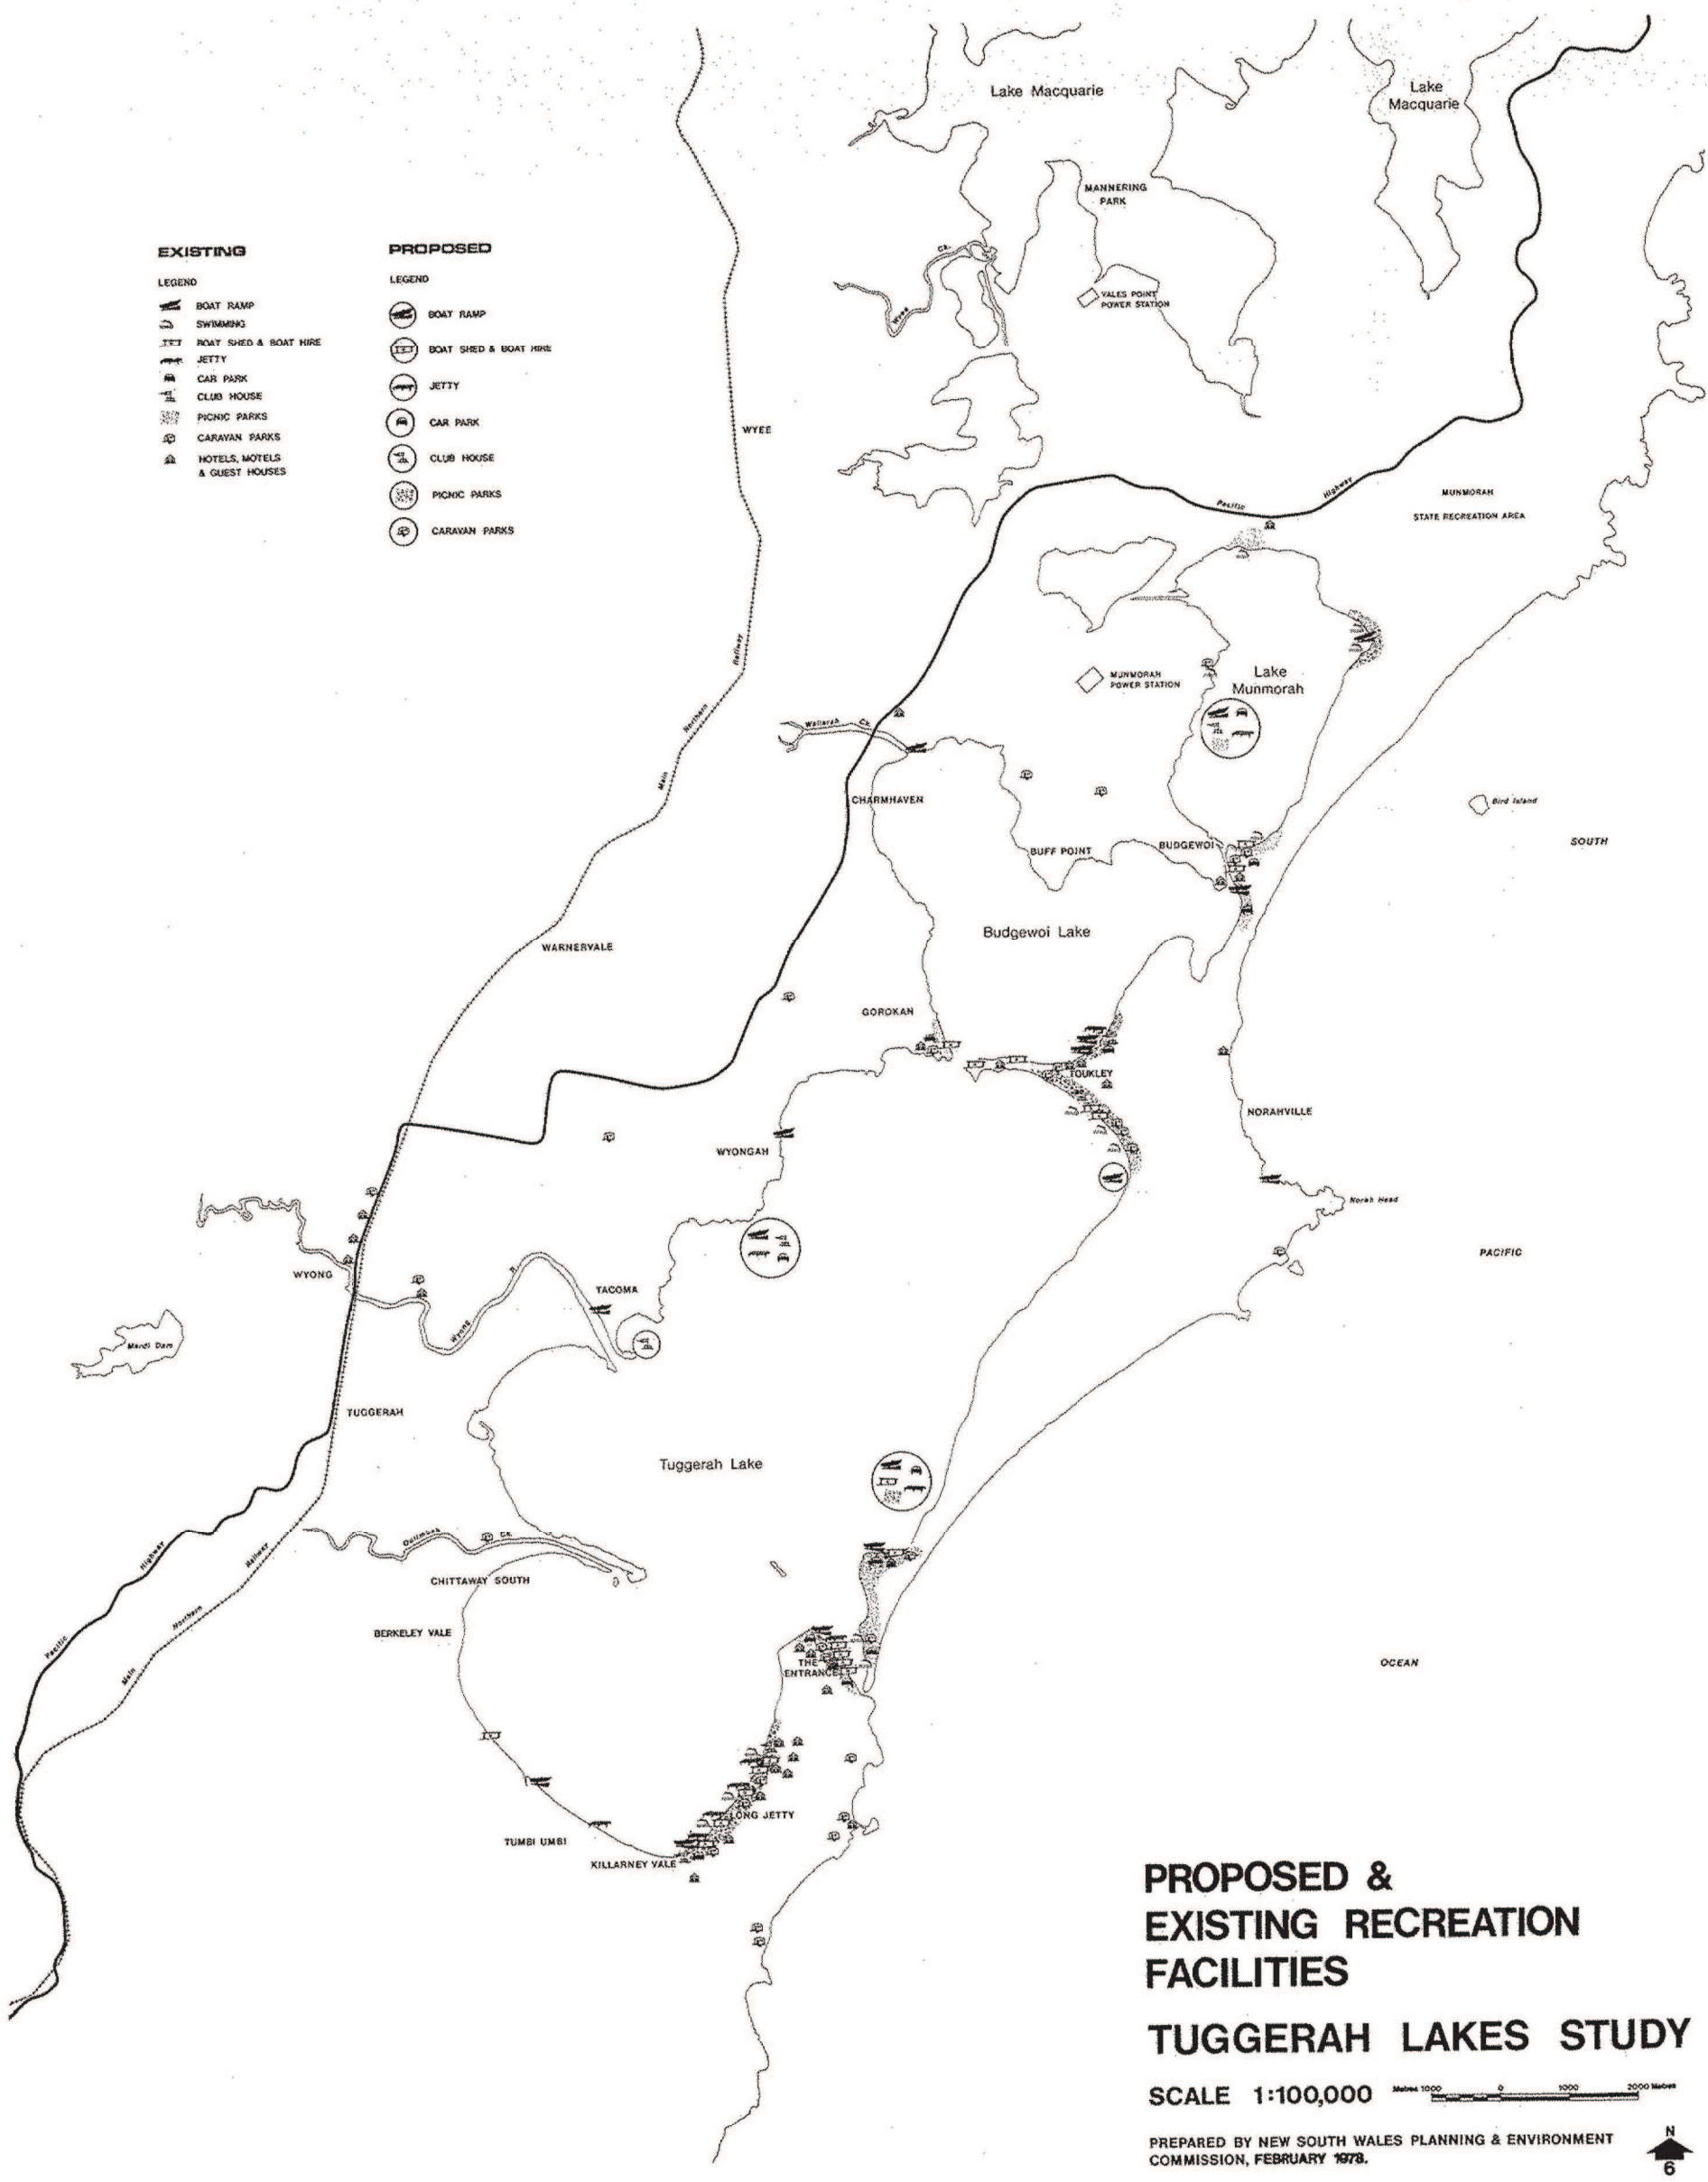 Lake Macquarie
Lake
Macquarie
MANNERING
PARK
EXISTING
LEGEND
BOAT RAMP
SWIMMING
BOAT SHED & BOAT HIRE
JETTY
CAR PARK
CLUB HOUSE
PICNIC PARKS
CARAVAN PARKS
HOTELS, MOTELS
& GUEST HOUSES
PROPOSED
LEGEND
BOAT RAMP
BOAT SHED & BOAT HIRE
JETTY
CAR PARK
CLUB HOUSE
PICNIC PARKS
CARAVAN PARKS
Ck.
Wyee
VALES POINT
POWER STATION
WYEE
Pacific Highway
MUNMORAH
STATE RECREATION AREA
Main Northern Railway
MUNMORAH
POWER STATION
Lake
Munmorah
Wallarah Ck.
CHARMHAVEN
Bird Island
SOUTH
BUFF POINT
BUDGEWOI
Budgewoi Lake
WARNERVALE
GOROKAN
TOUKLEY
NORAHVILLE
WYONGAH
Norah Head
PACIFIC
WYONG
TACOMA
Wyong R
Mardi Dam
TUGGERAH
Tuggerah Lake
Ourimbah Ck.
CHITTAWAY SOUTH
Pacific Highway
Main Northern Railway
BERKELEY VALE
THE
ENTRANCE
OCEAN
LONG JETTY
TUMBI UMBI
KILLARNEY VALE
PROPOSED &
EXISTING RECREATION
FACILITIES
TUGGERAH LAKES STUDY
SCALE 1:100,000
Metres 1000 0 1000 2000 Metres
PREPARED BY NEW SOUTH WALES PLANNING & ENVIRONMENT
COMMISSION, FEBRUARY 1978.
N
6